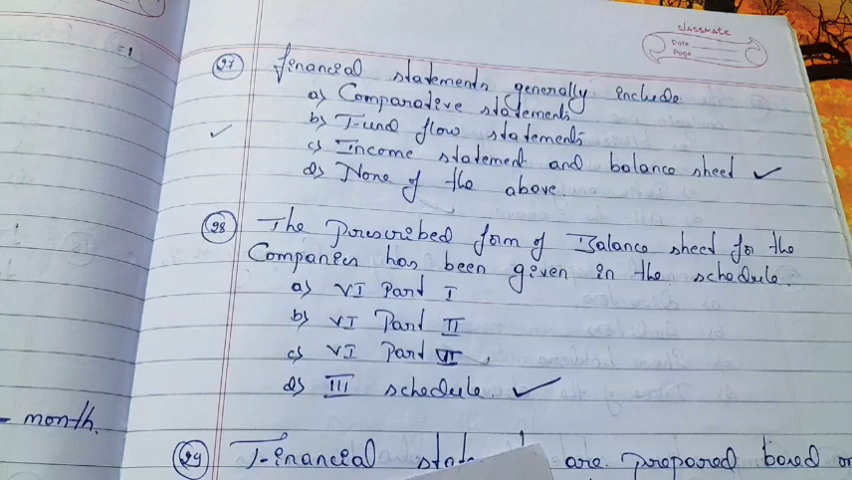 classmate
Date
Page
=1
27 Financial statements generally include
a) Comparative statements
b) Fund flow statements
c) Income statement and balance sheet ✓
d) None of the above
28 The prescribed form of Balance sheet for the
Companies has been given in the schedule.
a) VI Part I
b) VI Part II
c) VI Part
d) III schedule. ✓
month.
29 Financial are prepared based on